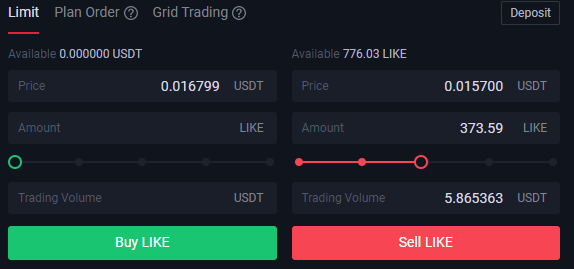 Limit Plan Order ? Grid Trading ? Deposit
Available 0.000000 USDT
Price 0.016799 USDT
Amount LIKE
Trading Volume USDT
Buy LIKE
Available 776.03 LIKE
Price 0.015700 USDT
Amount 373.59 LIKE
Trading Volume 5.865363 USDT
Sell LIKE